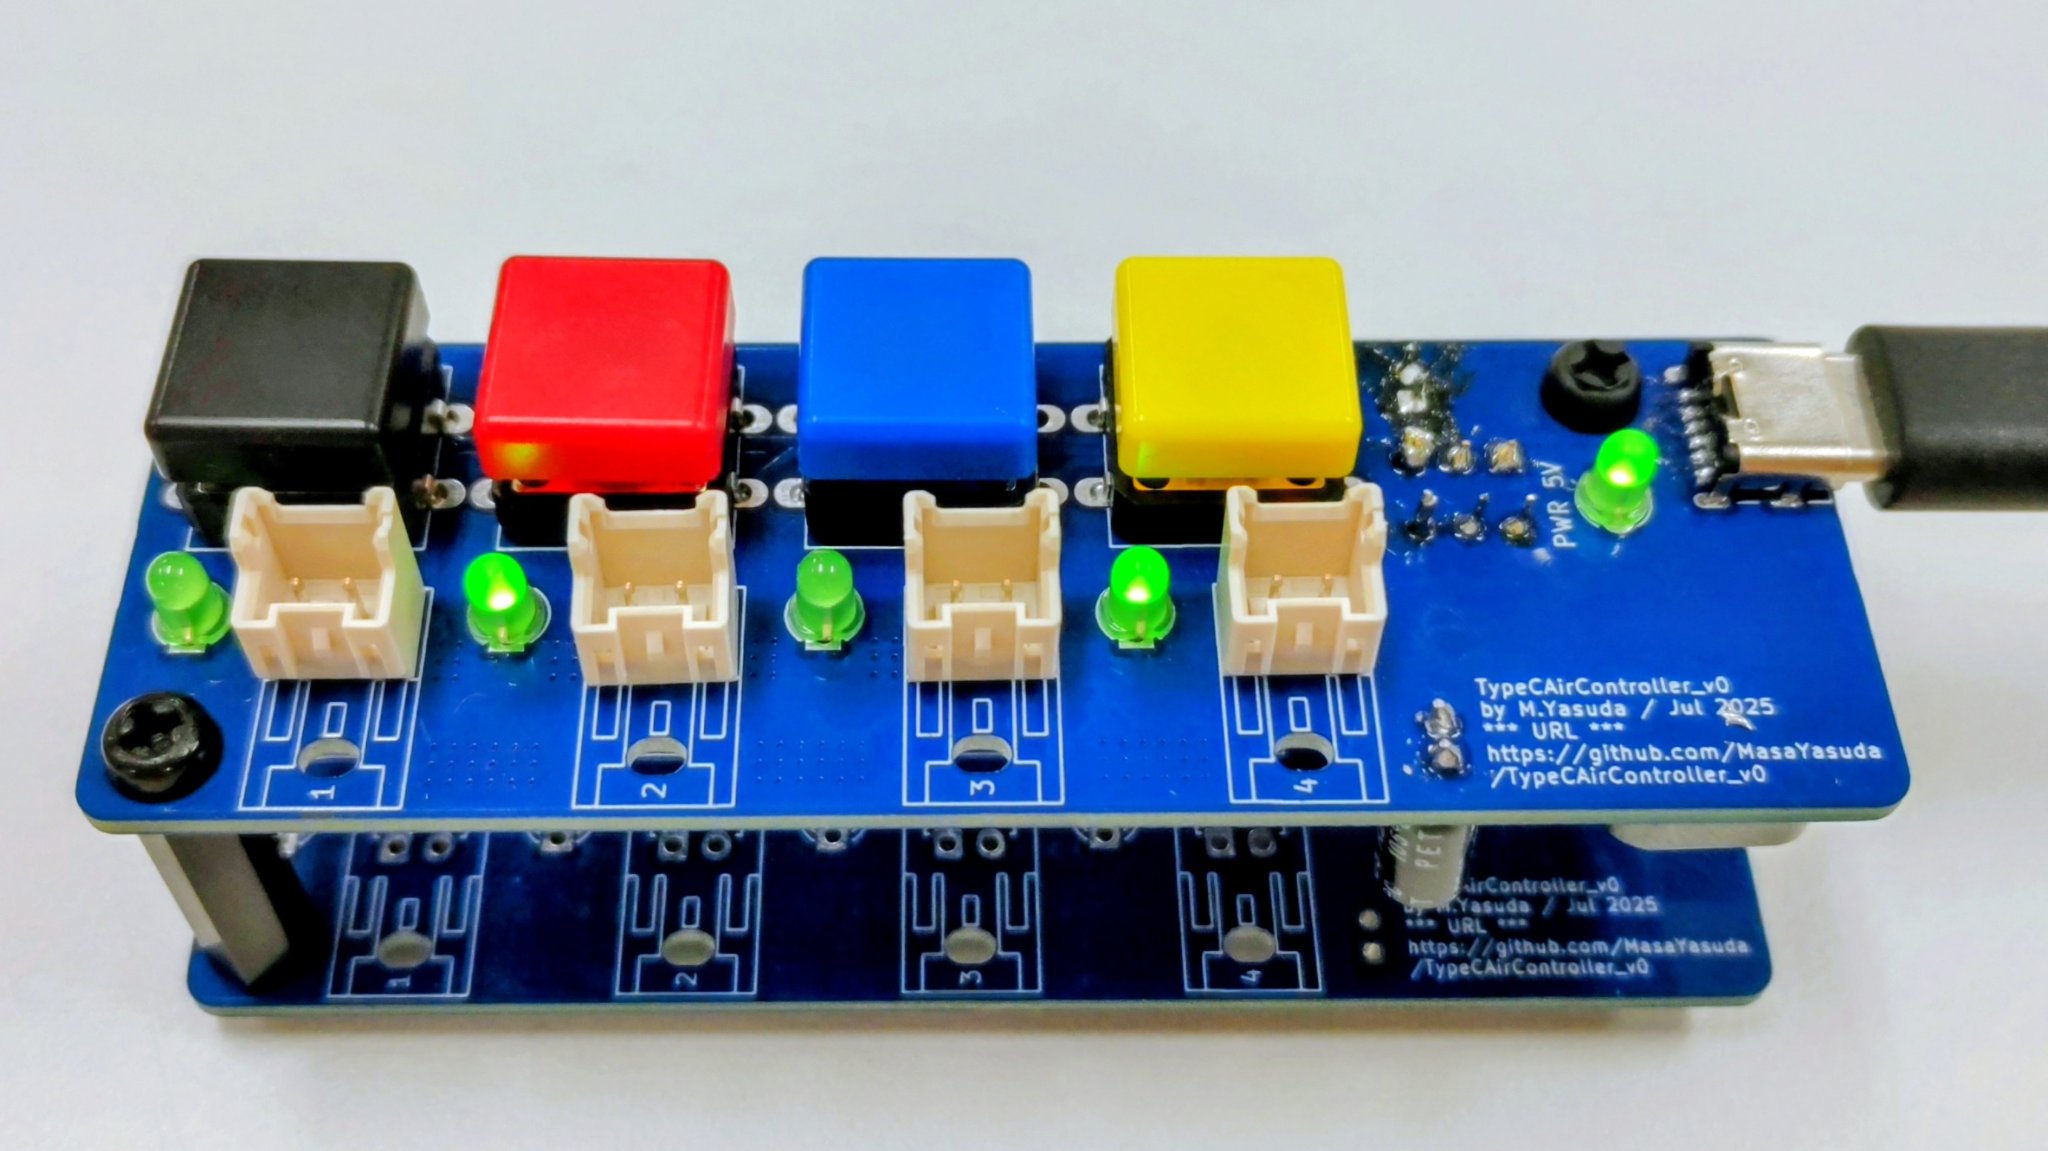 PWR 5V
TypeCAirController_v0
by M.Yasuda / Jul 2025
*** URL ***
https://github.com/MasaYasuda
/TypeCAirController_v0
1
2
3
4
PET
AirController_v0
by M.Yasuda / Jul 2025
*** URL ***
https://github.com/MasaYasuda
/TypeCAirController_v0
1
2
3
4